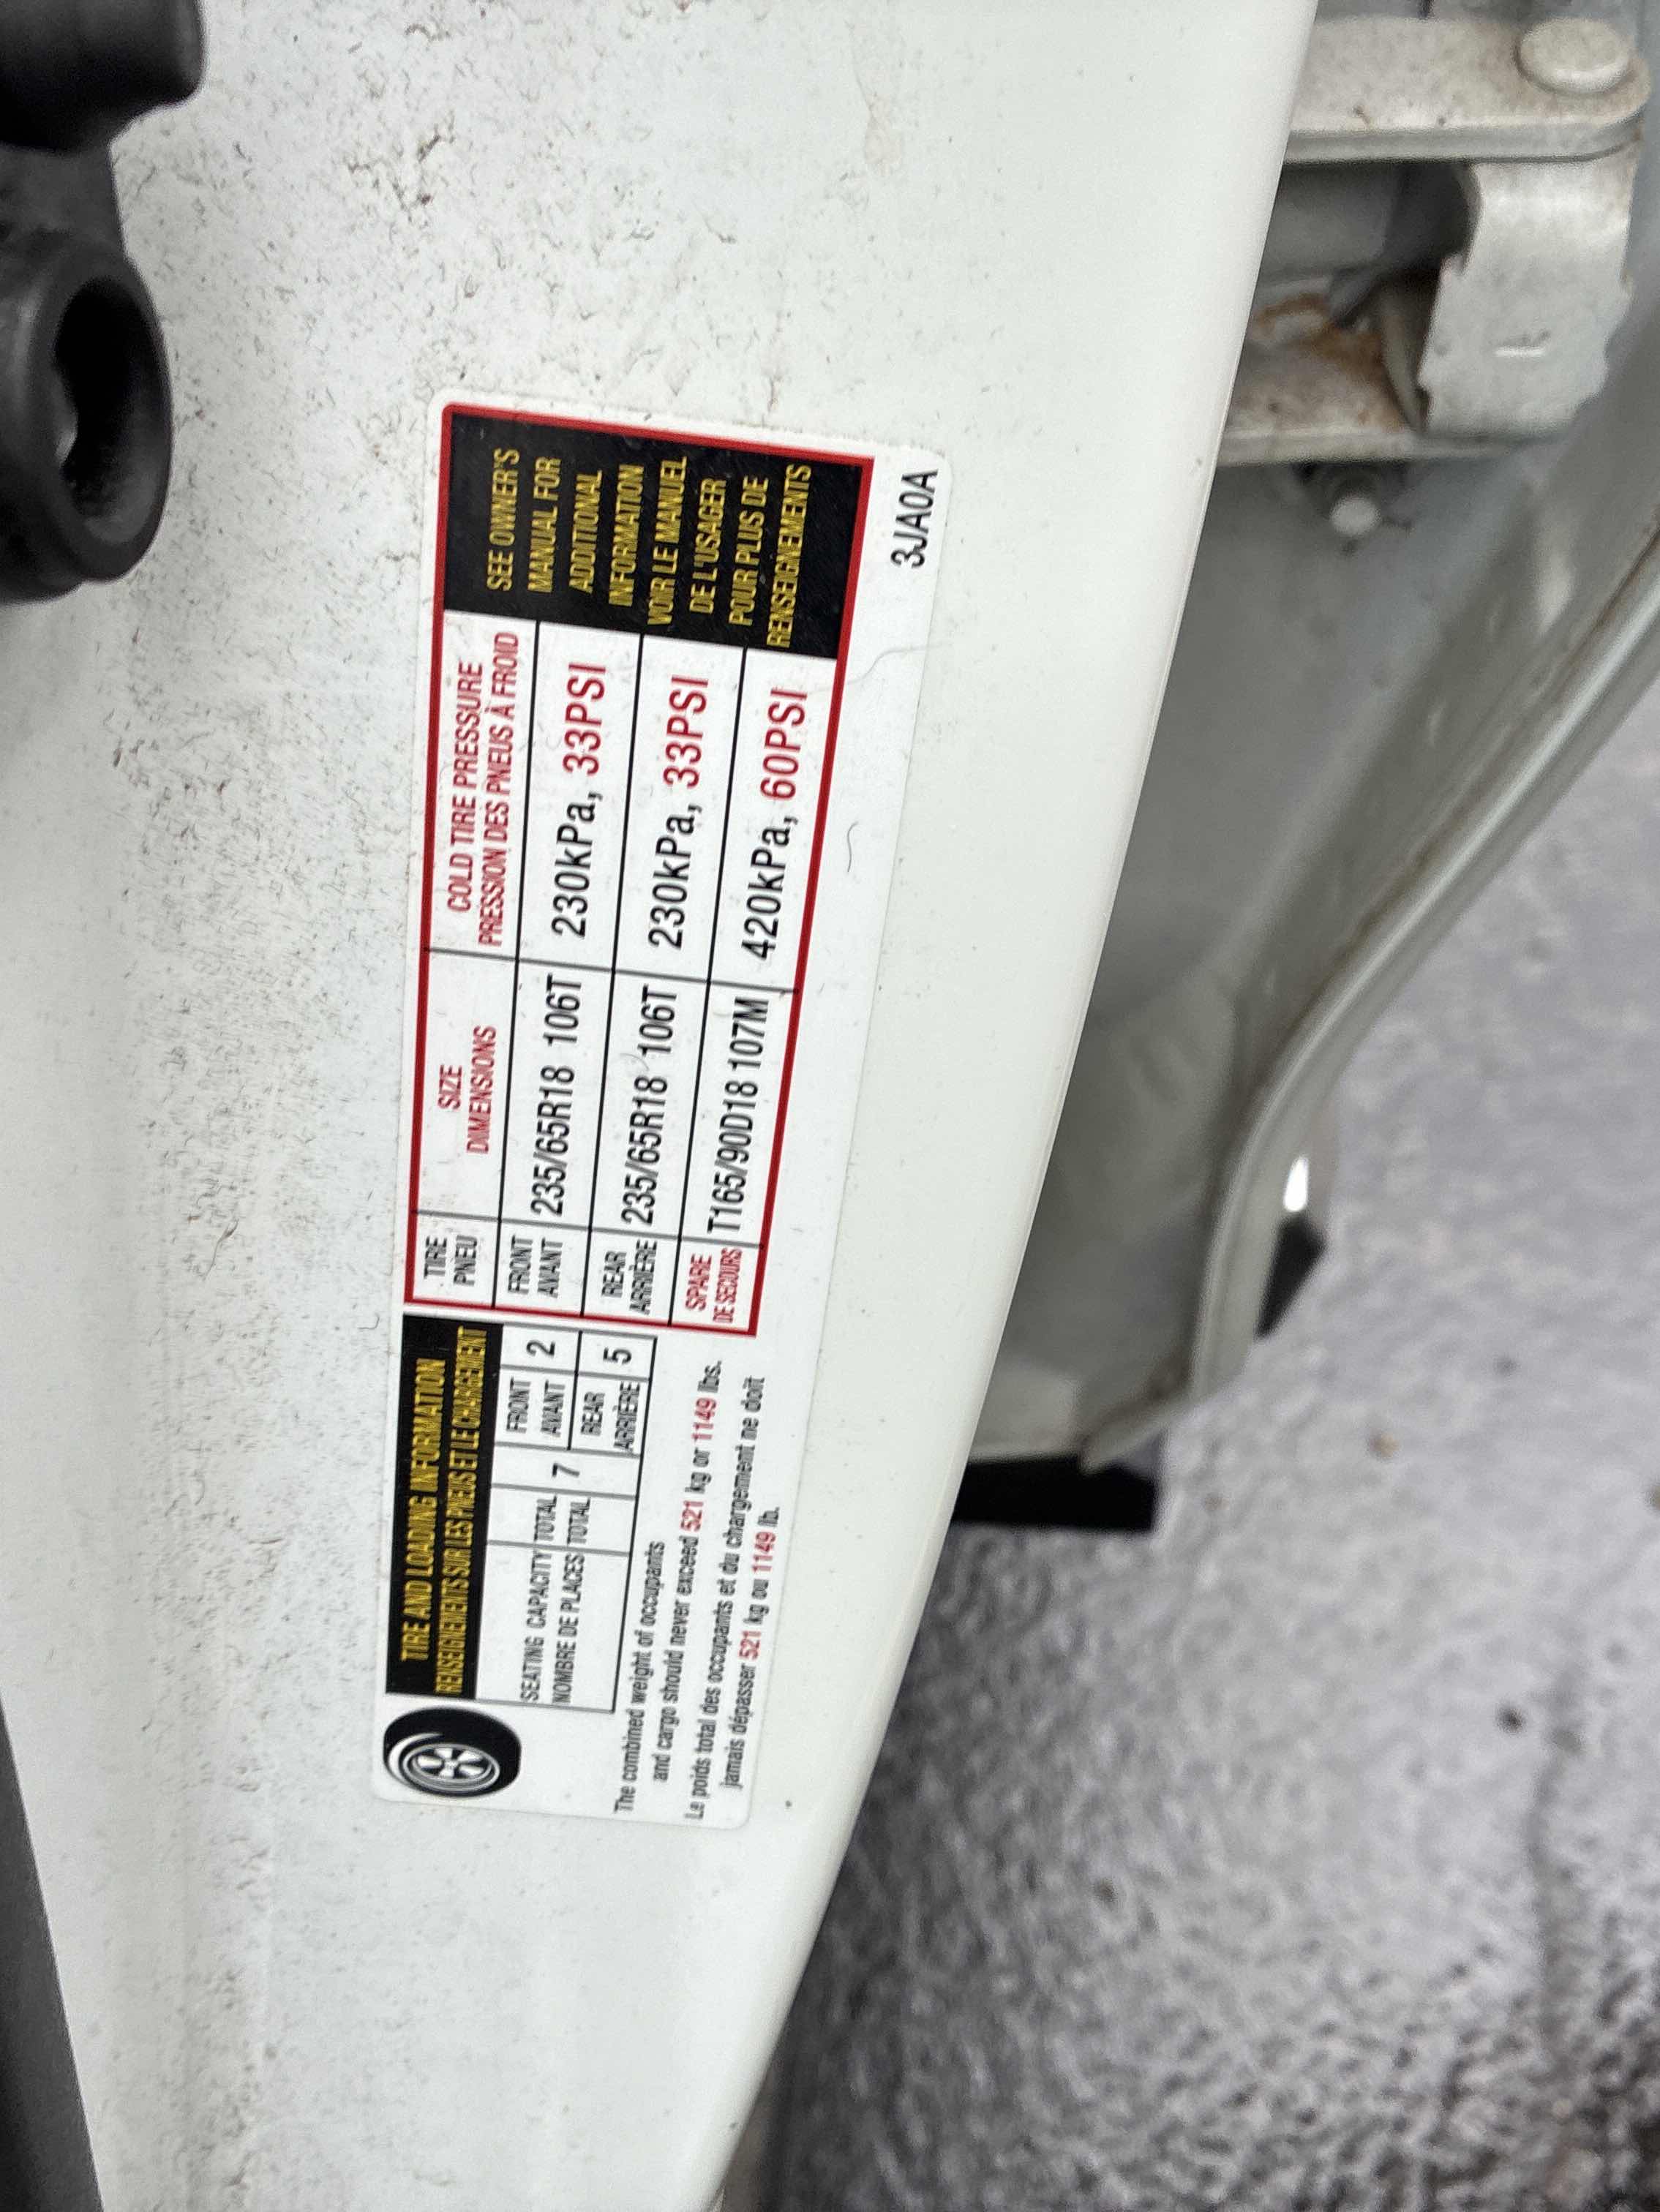 TIRE AND LOADING INFORMATION
RENSEIGNEMENTS SUR LES PNEUS ET LE CHARGEMENT
SEATING CAPACITY TOTAL 7 FRONT 2
NOMBRE DE PLACES TOTAL AVANT
REAR 5
ARRIÈRE
The combined weight of occupants
and cargo should never exceed 521 kg or 1149 lbs.
Le poids total des occupants et du chargement ne doit
jamais dépasser 521 kg ou 1149 lb.
TIRE SIZE COLD TIRE PRESSURE
PNEU DIMENSIONS PRESSION DES PNEUS À FROID
FRONT
AVANT 235/65R18 106T 230kPa, 33PSI
REAR
ARRIÈRE 235/65R18 106T 230kPa, 33PSI
SPARE
DE SECOURS T165/90D18 107M 420kPa, 60PSI
SEE OWNER'S
MANUAL FOR
ADDITIONAL
INFORMATION
VOIR LE MANUEL
DE L'USAGER
POUR PLUS DE
RENSEIGNEMENTS
3JA0A